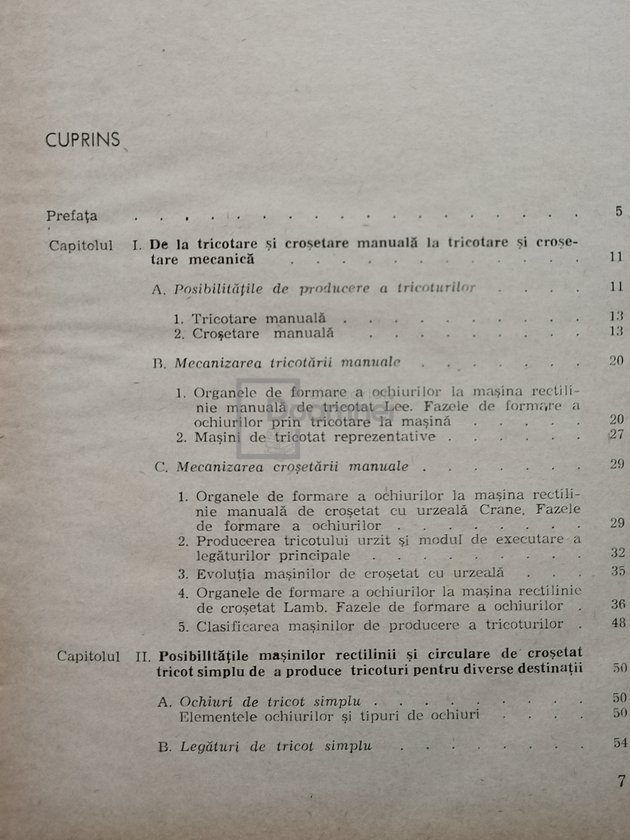 CUPRINS
Prefața . . . . . . . . . . . . . . . . . 5
Capitolul I. De la tricotare și croșetare manuală la tricotare și croșe-
tare mecanică . . . . . . . . . . . 11
A. Posibilitățile de producere a tricoturilor . . . . 11
1. Tricotare manuală . . . . . . . . . . 13
2. Croșetare manuală . . . . . . . . . 13
B. Mecanizarea tricotării manuale . . . . . . . 20
1. Organele de formare a ochiurilor la mașina rectili-
nie manuală de tricotat Lee. Fazele de formare a
ochiurilor prin tricotare la mașină . . . . . 20
2. Mașini de tricotat reprezentative . . . . . . 27
C. Mecanizarea croșetării manuale . . . . . . . 29
1. Organele de formare a ochiurilor la mașina rectili-
nie manuală de croșetat cu urzeală Crane. Fazele
de formare a ochiurilor . . . . . . . . 29
2. Producerea tricotului urzit și modul de executare a
legăturilor principale . . . . . . . . . 32
3. Evoluția mașinilor de croșetat cu urzeală . . . 35
4. Organele de formare a ochiurilor la mașina rectilinie
de croșetat Lamb. Fazele de formare a ochiurilor . 36
5. Clasificarea mașinilor de producere a tricoturilor . 48
Capitolul II. Posibilitățile mașinilor rectilinii și circulare de croșetat
tricot simplu de a produce tricoturi pentru diverse destinații 50
A. Ochiuri de tricot simplu . . . . . . . . . 50
Elementele ochiurilor și tipuri de ochiuri . . . . 50
B. Legături de tricot simplu . . . . . . . . 54
7